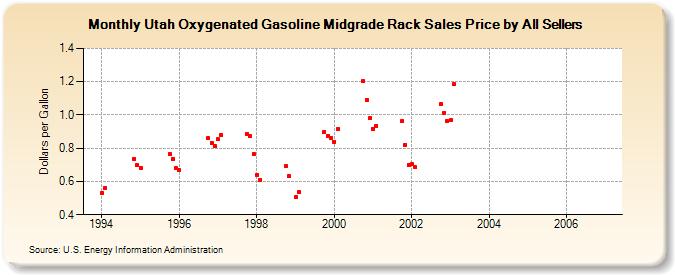 Monthly Utah Oxygenated Gasoline Midgrade Rack Sales Price by All Sellers
Dollars per Gallon
1.4
1.2
1.0
0.8
0.6
0.4
1994 1996 1998 2000 2002 2004 2006
Source: U.S. Energy Information Administration